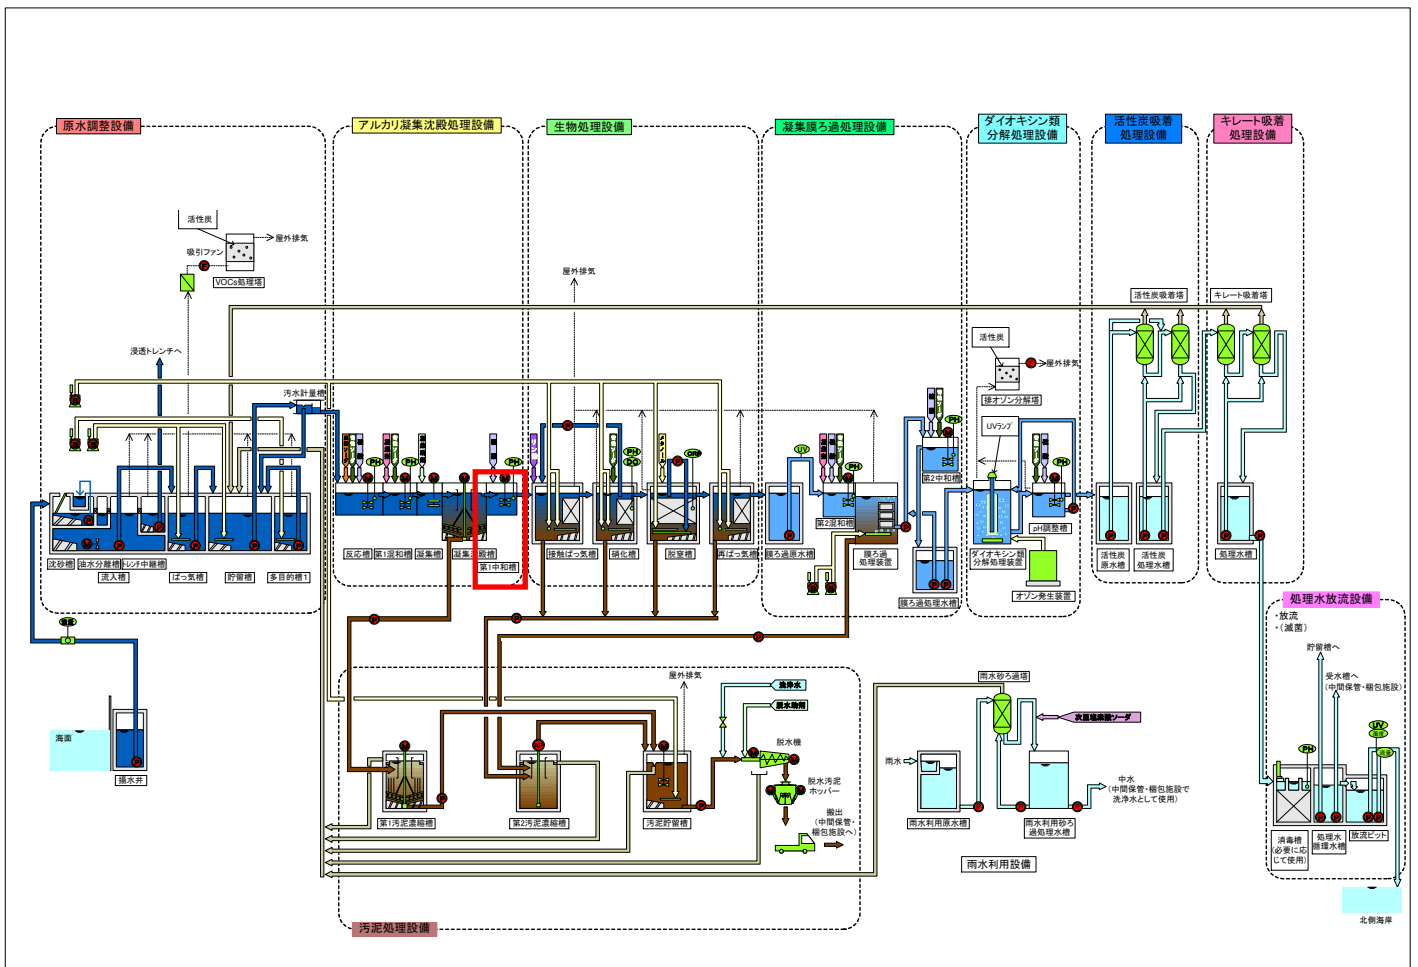 原水調整設備
アルカリ凝集沈殿処理設備
生物処理設備
凝集膜ろ過処理設備
ダイオキシン類
分解処理設備
活性炭吸着
処理設備
キレート吸着
処理設備
活性炭
屋外排気
吸引ファン
VOCs処理塔
屋外排気
活性炭吸着塔
キレート吸着塔
浸透トレンチへ
汚水計量槽
活性炭
屋外排気
排オゾン分解塔
UVランプ
PH
PH
PH
PH
DO
ORP
UV
PH
PH
PH
メタノール
リン
第2中和槽
第2混和槽
pH調整槽
沈砂槽
油水分離槽
トレンチ中継槽
流入槽
ばっ気槽
貯留槽
多目的槽1
反応槽
第1混和槽
凝集槽
凝集沈殿槽
第1中和槽
接触ばっ気槽
硝化槽
脱窒槽
再ばっ気槽
膜ろ過原水槽
膜ろ過
処理装置
膜ろ過処理水槽
ダイオキシン類
分解処理装置
オゾン発生装置
活性炭
原水槽
活性炭
処理水槽
処理水槽
処理水放流設備
・放流
・(滅菌)
貯留槽へ
受水槽へ
(中間保管・梱包施設)
UV
PH
消毒槽
(必要に応
じて使用)
処理水
循環水槽
放流ピット
北側海岸
海面
揚水井
屋外排気
洗浄水
脱水助剤
脱水機
脱水汚泥
ホッパー
搬出
(中間保管・
梱包施設へ)
第1汚泥濃縮槽
第2汚泥濃縮槽
汚泥貯留槽
汚泥処理設備
雨水砂ろ過塔
次亜塩素酸ソーダ
雨水
中水
(中間保管・梱包施設で
洗浄水として使用)
雨水利用原水槽
雨水利用砂ろ
過処理水槽
雨水利用設備